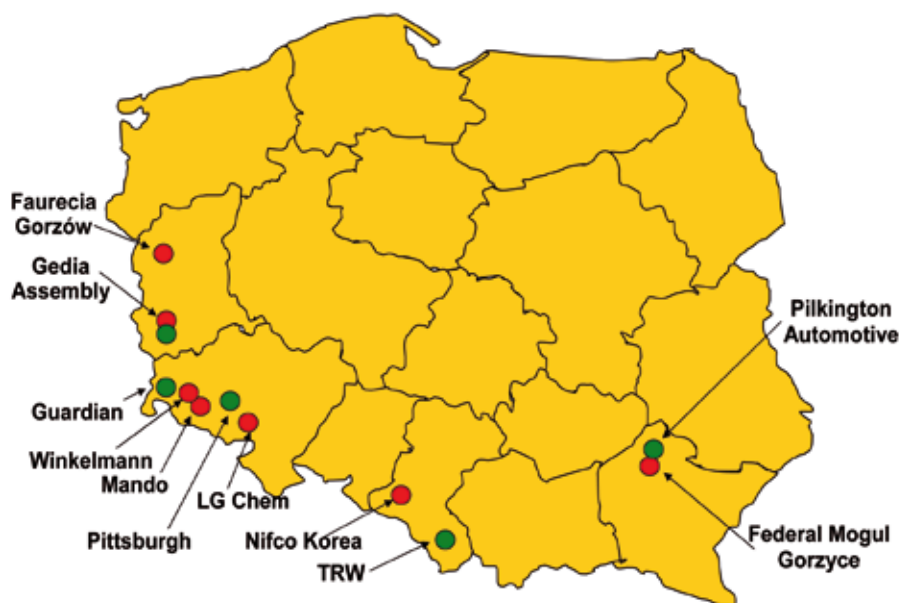 Faurecia
Gorzów
Gedia
Assembly
Pilkington
Automotive
Guardian
Winkelmann
Mando
LG Chem
Pittsburgh
Nifco Korea
TRW
Federal Mogul
Gorzyce